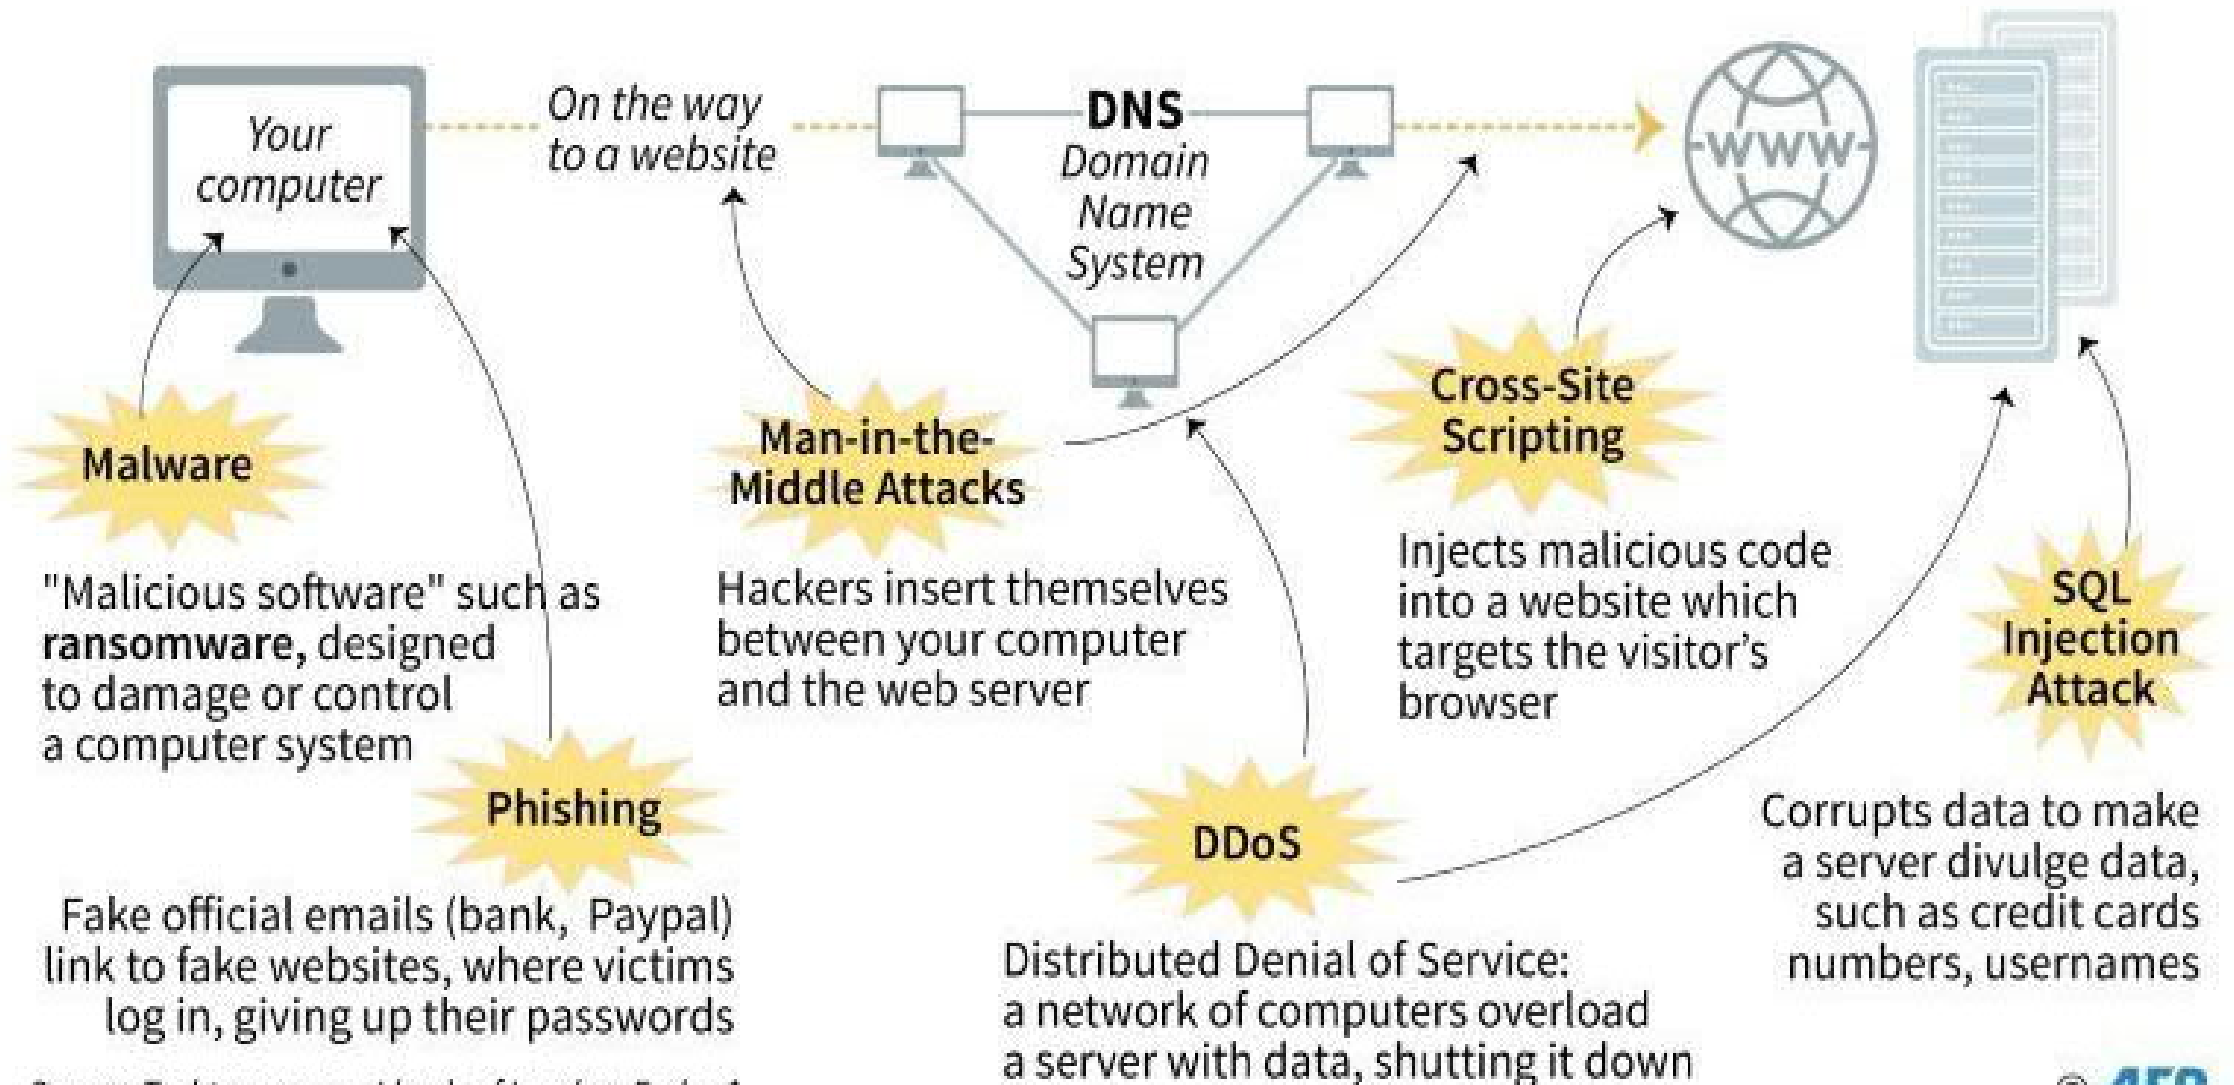 Your
computer
On the way
to a website
DNS
Domain
Name
System
WWW
Malware
"Malicious software" such as
ransomware, designed
to damage or control
a computer system
Phishing
Fake official emails (bank, Paypal)
link to fake websites, where victims
log in, giving up their passwords
Man-in-the-
Middle Attacks
Hackers insert themselves
between your computer
and the web server
DDoS
Distributed Denial of Service:
a network of computers overload
a server with data, shutting it down
Cross-Site
Scripting
Injects malicious code
into a website which
targets the visitor's
browser
SQL
Injection
Attack
Corrupts data to make
a server divulge data,
such as credit cards
numbers, usernames